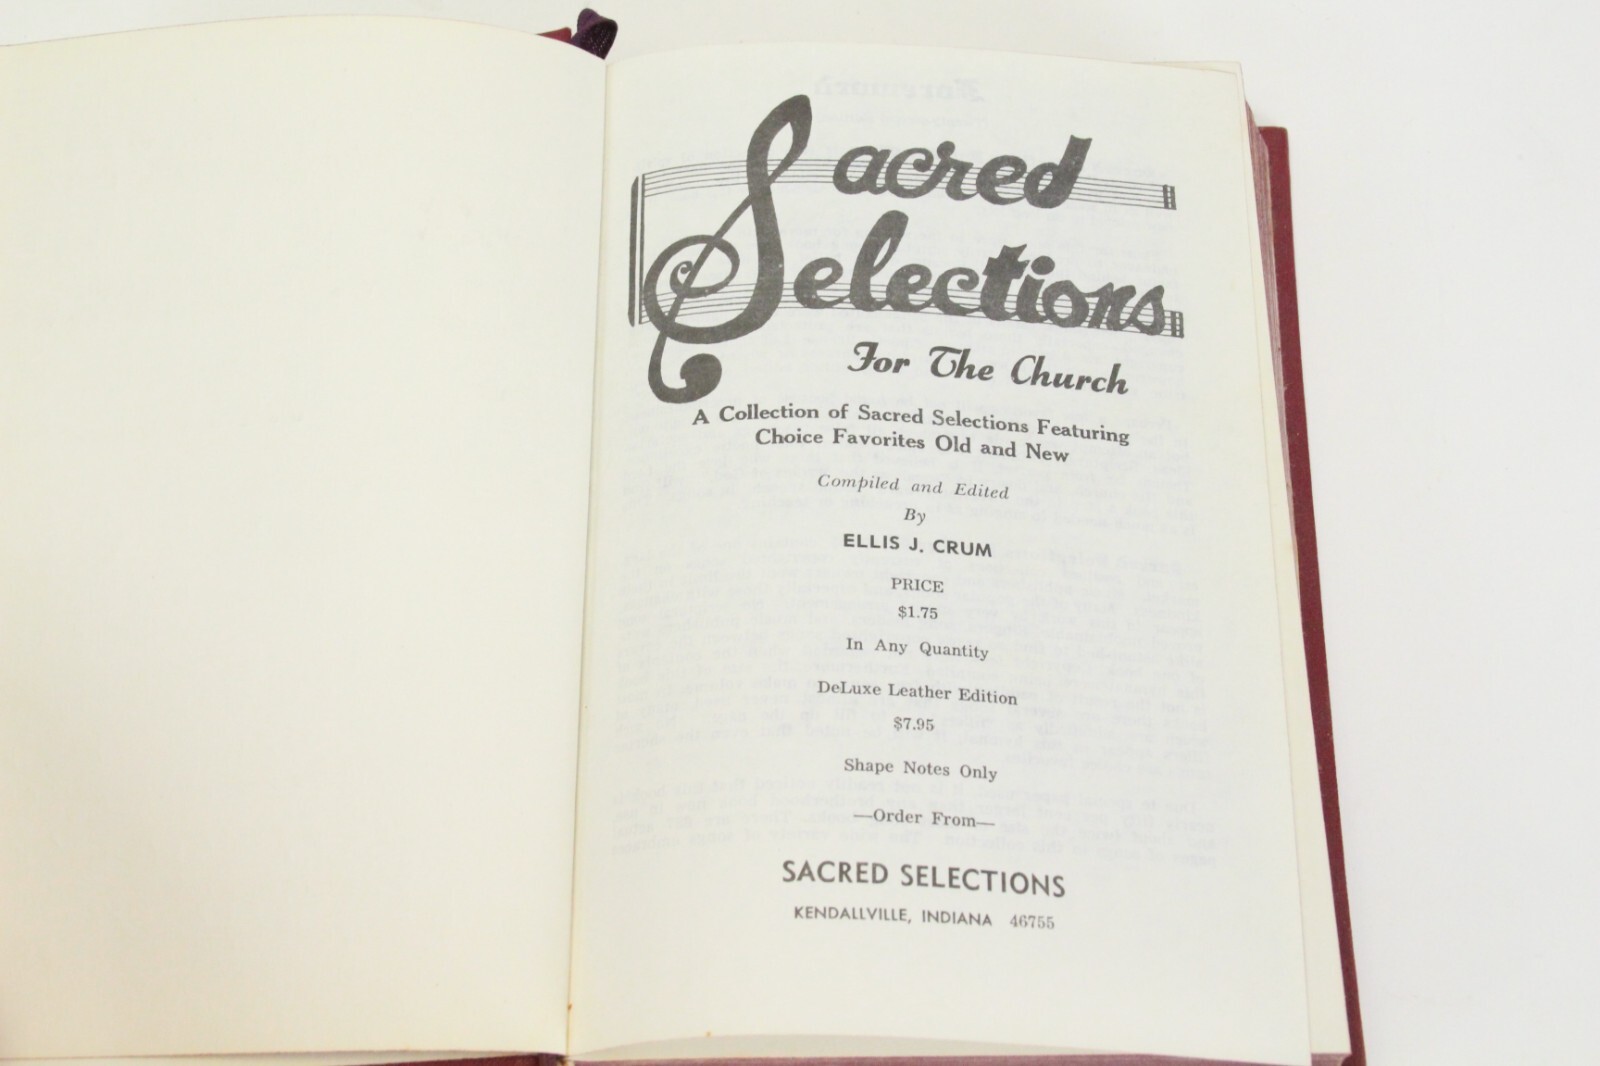 Sacred
Selections
For The Church
A Collection of Sacred Selections Featuring
Choice Favorites Old and New
Compiled and Edited
By
ELLIS J. CRUM
PRICE
$1.75
In Any Quantity
DeLuxe Leather Edition
$7.95
Shape Notes Only
—Order From—
SACRED SELECTIONS
KENDALLVILLE, INDIANA 46755